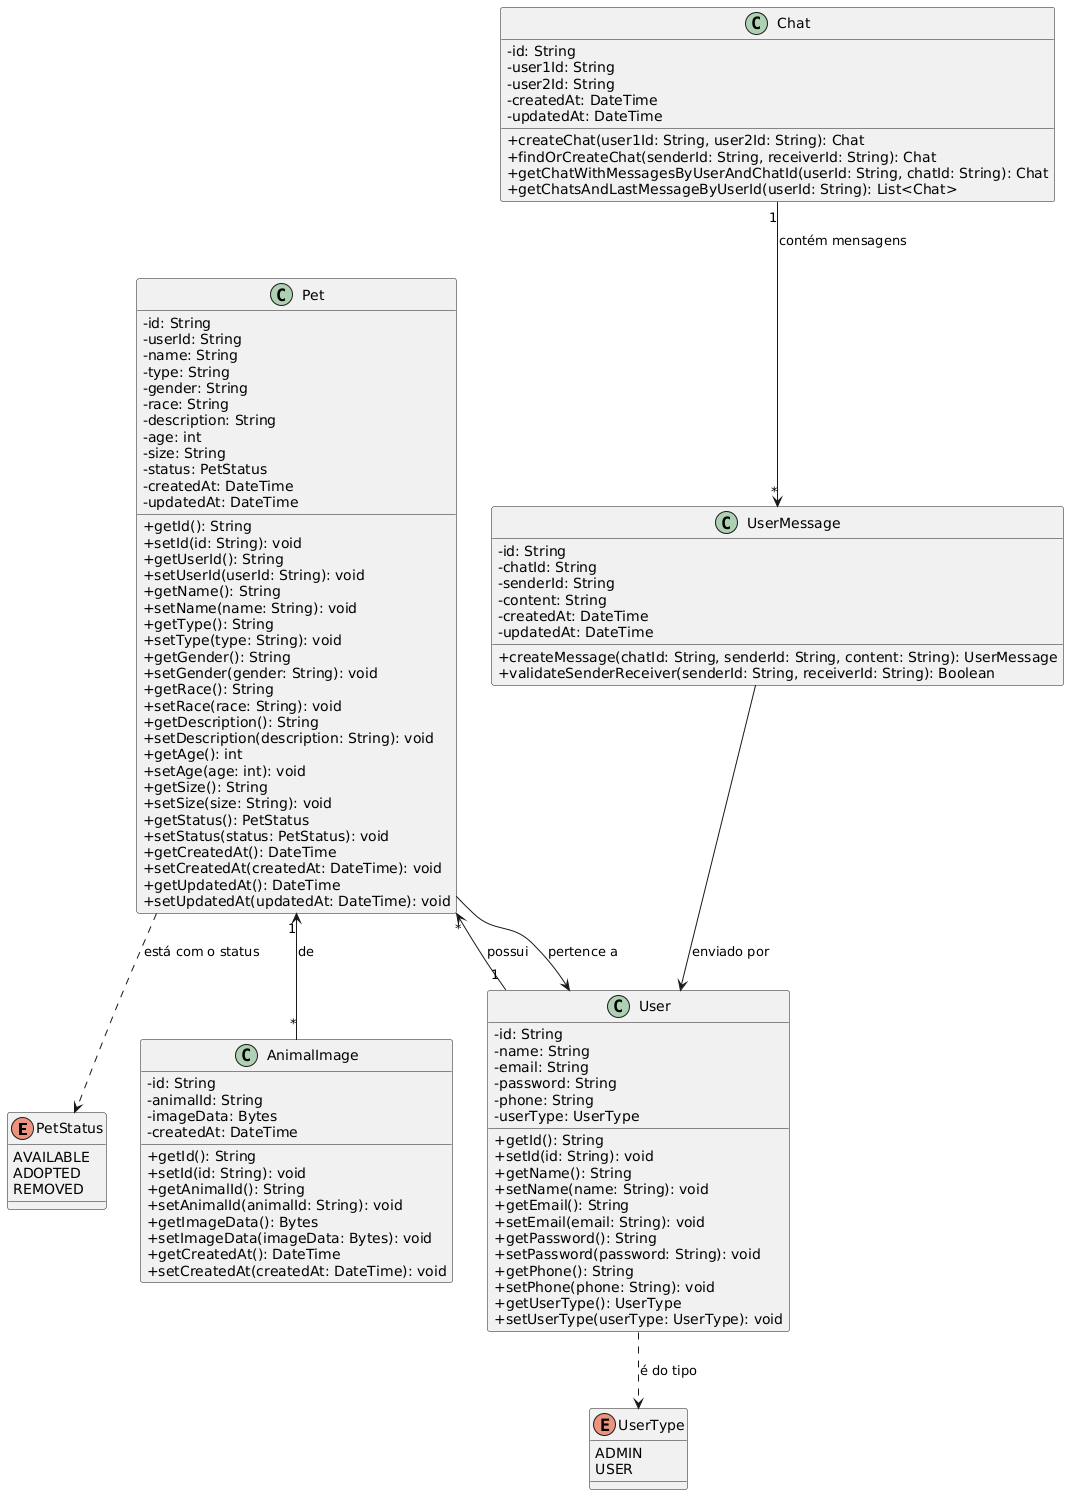 C Chat
-id: String
-user1Id: String
-user2Id: String
-createdAt: DateTime
-updatedAt: DateTime
+createChat(user1Id: String, user2Id: String): Chat
+findOrCreateChat(senderId: String, receiverId: String): Chat
+getChatWithMessagesByUserAndChatId(userId: String, chatId: String): Chat
+getChatsAndLastMessageByUserId(userId: String): List<Chat>
1
contém mensagens
*
C Pet
-id: String
-userId: String
-name: String
-type: String
-gender: String
-race: String
-description: String
-age: int
-size: String
-status: PetStatus
-createdAt: DateTime
-updatedAt: DateTime
+getId(): String
+setId(id: String): void
+getUserId(): String
+setUserId(userId: String): void
+getName(): String
+setName(name: String): void
+getType(): String
+setType(type: String): void
+getGender(): String
+setGender(gender: String): void
+getRace(): String
+setRace(race: String): void
+getDescription(): String
+setDescription(description: String): void
+getAge(): int
+setAge(age: int): void
+getSize(): String
+setSize(size: String): void
+getStatus(): PetStatus
+setStatus(status: PetStatus): void
+getCreatedAt(): DateTime
+setCreatedAt(createdAt: DateTime): void
+getUpdatedAt(): DateTime
+setUpdatedAt(updatedAt: DateTime): void
C UserMessage
-id: String
-chatId: String
-senderId: String
-content: String
-createdAt: DateTime
-updatedAt: DateTime
+createMessage(chatId: String, senderId: String, content: String): UserMessage
+validateSenderReceiver(senderId: String, receiverId: String): Boolean
está com o status
1
de
*
*
possui
1
pertence a
enviado por
E PetStatus
AVAILABLE
ADOPTED
REMOVED
C AnimalImage
-id: String
-animalId: String
-imageData: Bytes
-createdAt: DateTime
+getId(): String
+setId(id: String): void
+getAnimalId(): String
+setAnimalId(animalId: String): void
+getImageData(): Bytes
+setImageData(imageData: Bytes): void
+getCreatedAt(): DateTime
+setCreatedAt(createdAt: DateTime): void
C User
-id: String
-name: String
-email: String
-password: String
-phone: String
-userType: UserType
+getId(): String
+setId(id: String): void
+getName(): String
+setName(name: String): void
+getEmail(): String
+setEmail(email: String): void
+getPassword(): String
+setPassword(password: String): void
+getPhone(): String
+setPhone(phone: String): void
+getUserType(): UserType
+setUserType(userType: UserType): void
é do tipo
E UserType
ADMIN
USER